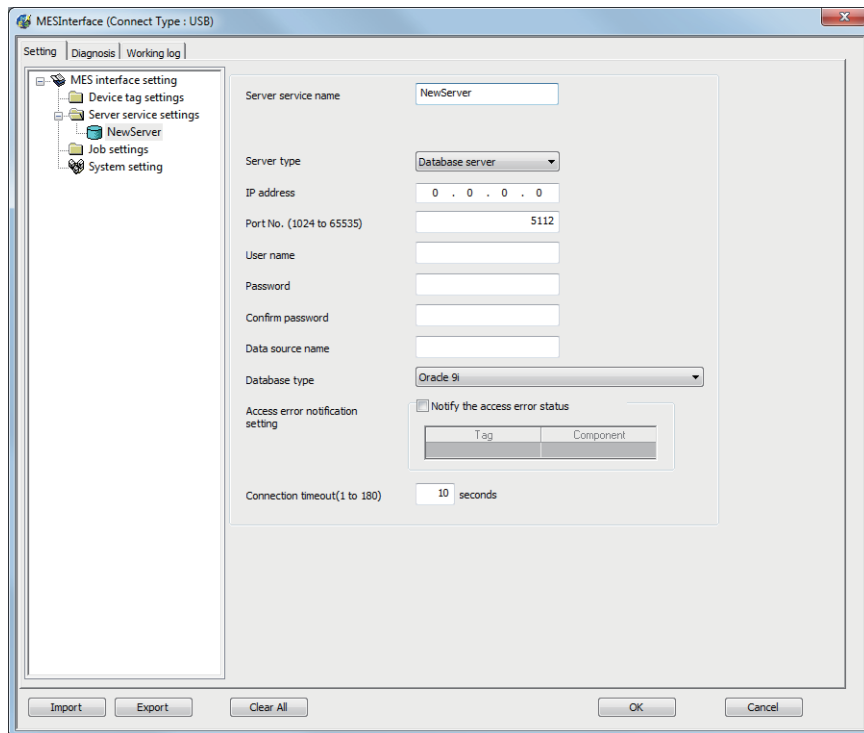 MESInterface (Connect Type : USB)
Setting Diagnosis Working log
MES interface setting
Device tag settings
Server service settings
NewServer
Job settings
System setting
Server service name NewServer
Server type Database server
IP address 0 . 0 . 0 . 0
Port No. (1024 to 65535) 5112
User name
Password
Confirm password
Data source name
Database type Oracle 9i
Access error notification
setting
Notify the access error status
Tag Component
Connection timeout(1 to 180) 10 seconds
Import Export Clear All OK Cancel